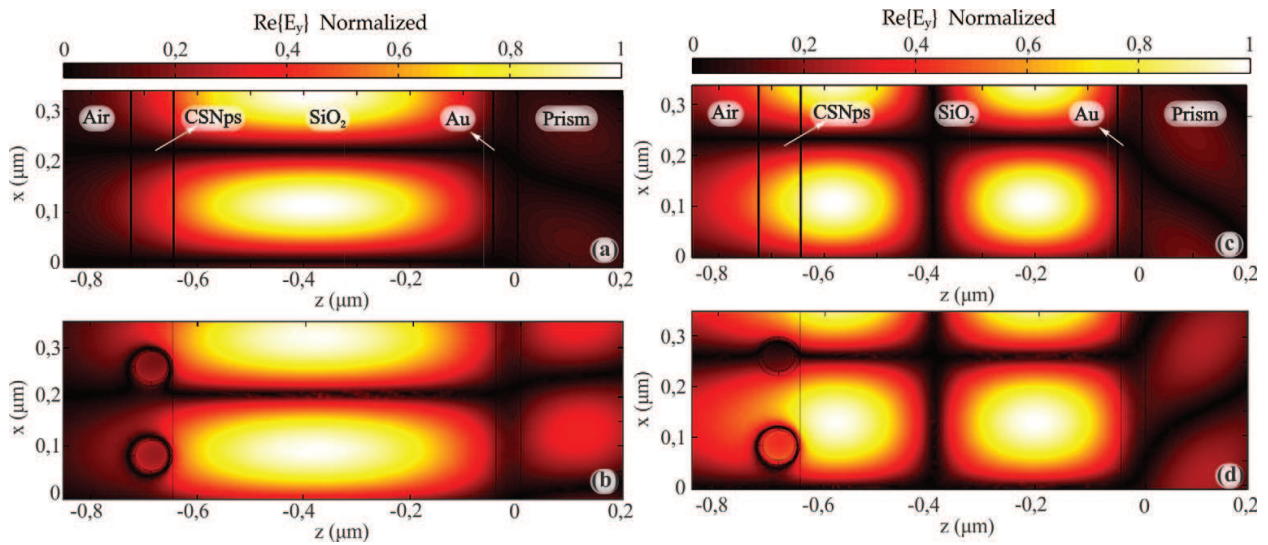 Re{Ey} Normalized
0 0,2 0,4 0,6 0,8 1
Air CSNps SiO2 Au Prism
0,3
0,2
0,1
0
x (μm)
(a)
-0,8 -0,6 -0,4 -0,2 0 0,2
z (μm)
0,3
0,2
0,1
0
x (μm)
(b)
-0,8 -0,6 -0,4 -0,2 0 0,2
z (μm)
Re{Ey} Normalized
0 0,2 0,4 0,6 0,8 1
Air CSNps SiO2 Au Prism
0,3
0,2
0,1
0
x (μm)
(c)
-0,8 -0,6 -0,4 -0,2 0 0,2
z (μm)
0,3
0,2
0,1
0
x (μm)
(d)
-0,8 -0,6 -0,4 -0,2 0 0,2
z (μm)